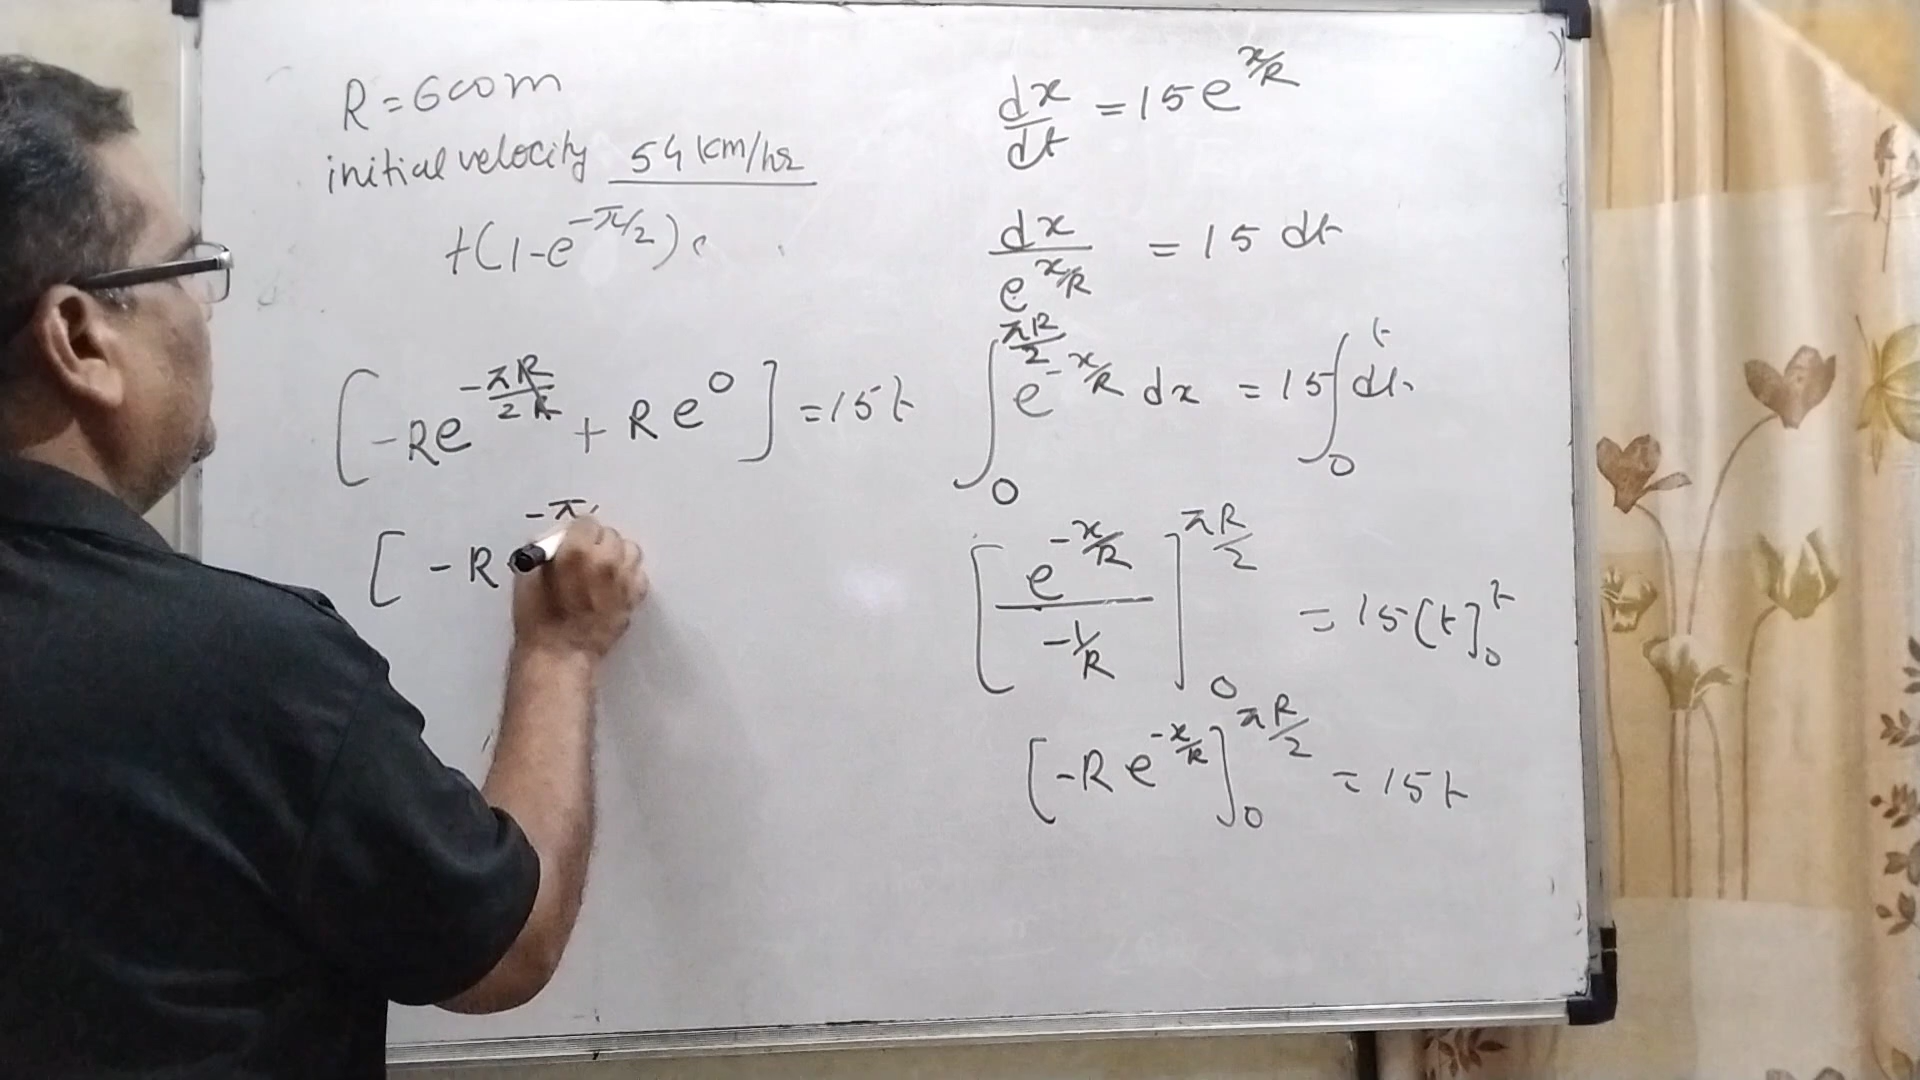 R = 600m
initial velocity 54 km/hr
t(1-e^{-π/2})
[-Re^{-πR/2R} + Re^0] = 15t
[-R e^{-π/
dx/dt = 15e^{x/R}
dx/e^{x/R} = 15 dt
∫_0^{πR/2} e^{-x/R} dx = 15∫_0^t dt
[e^{-x/R}/(-1/R)]_0^{πR/2} = 15[t]_0^t
[-R e^{-x/R}]_0^{πR/2} = 15t